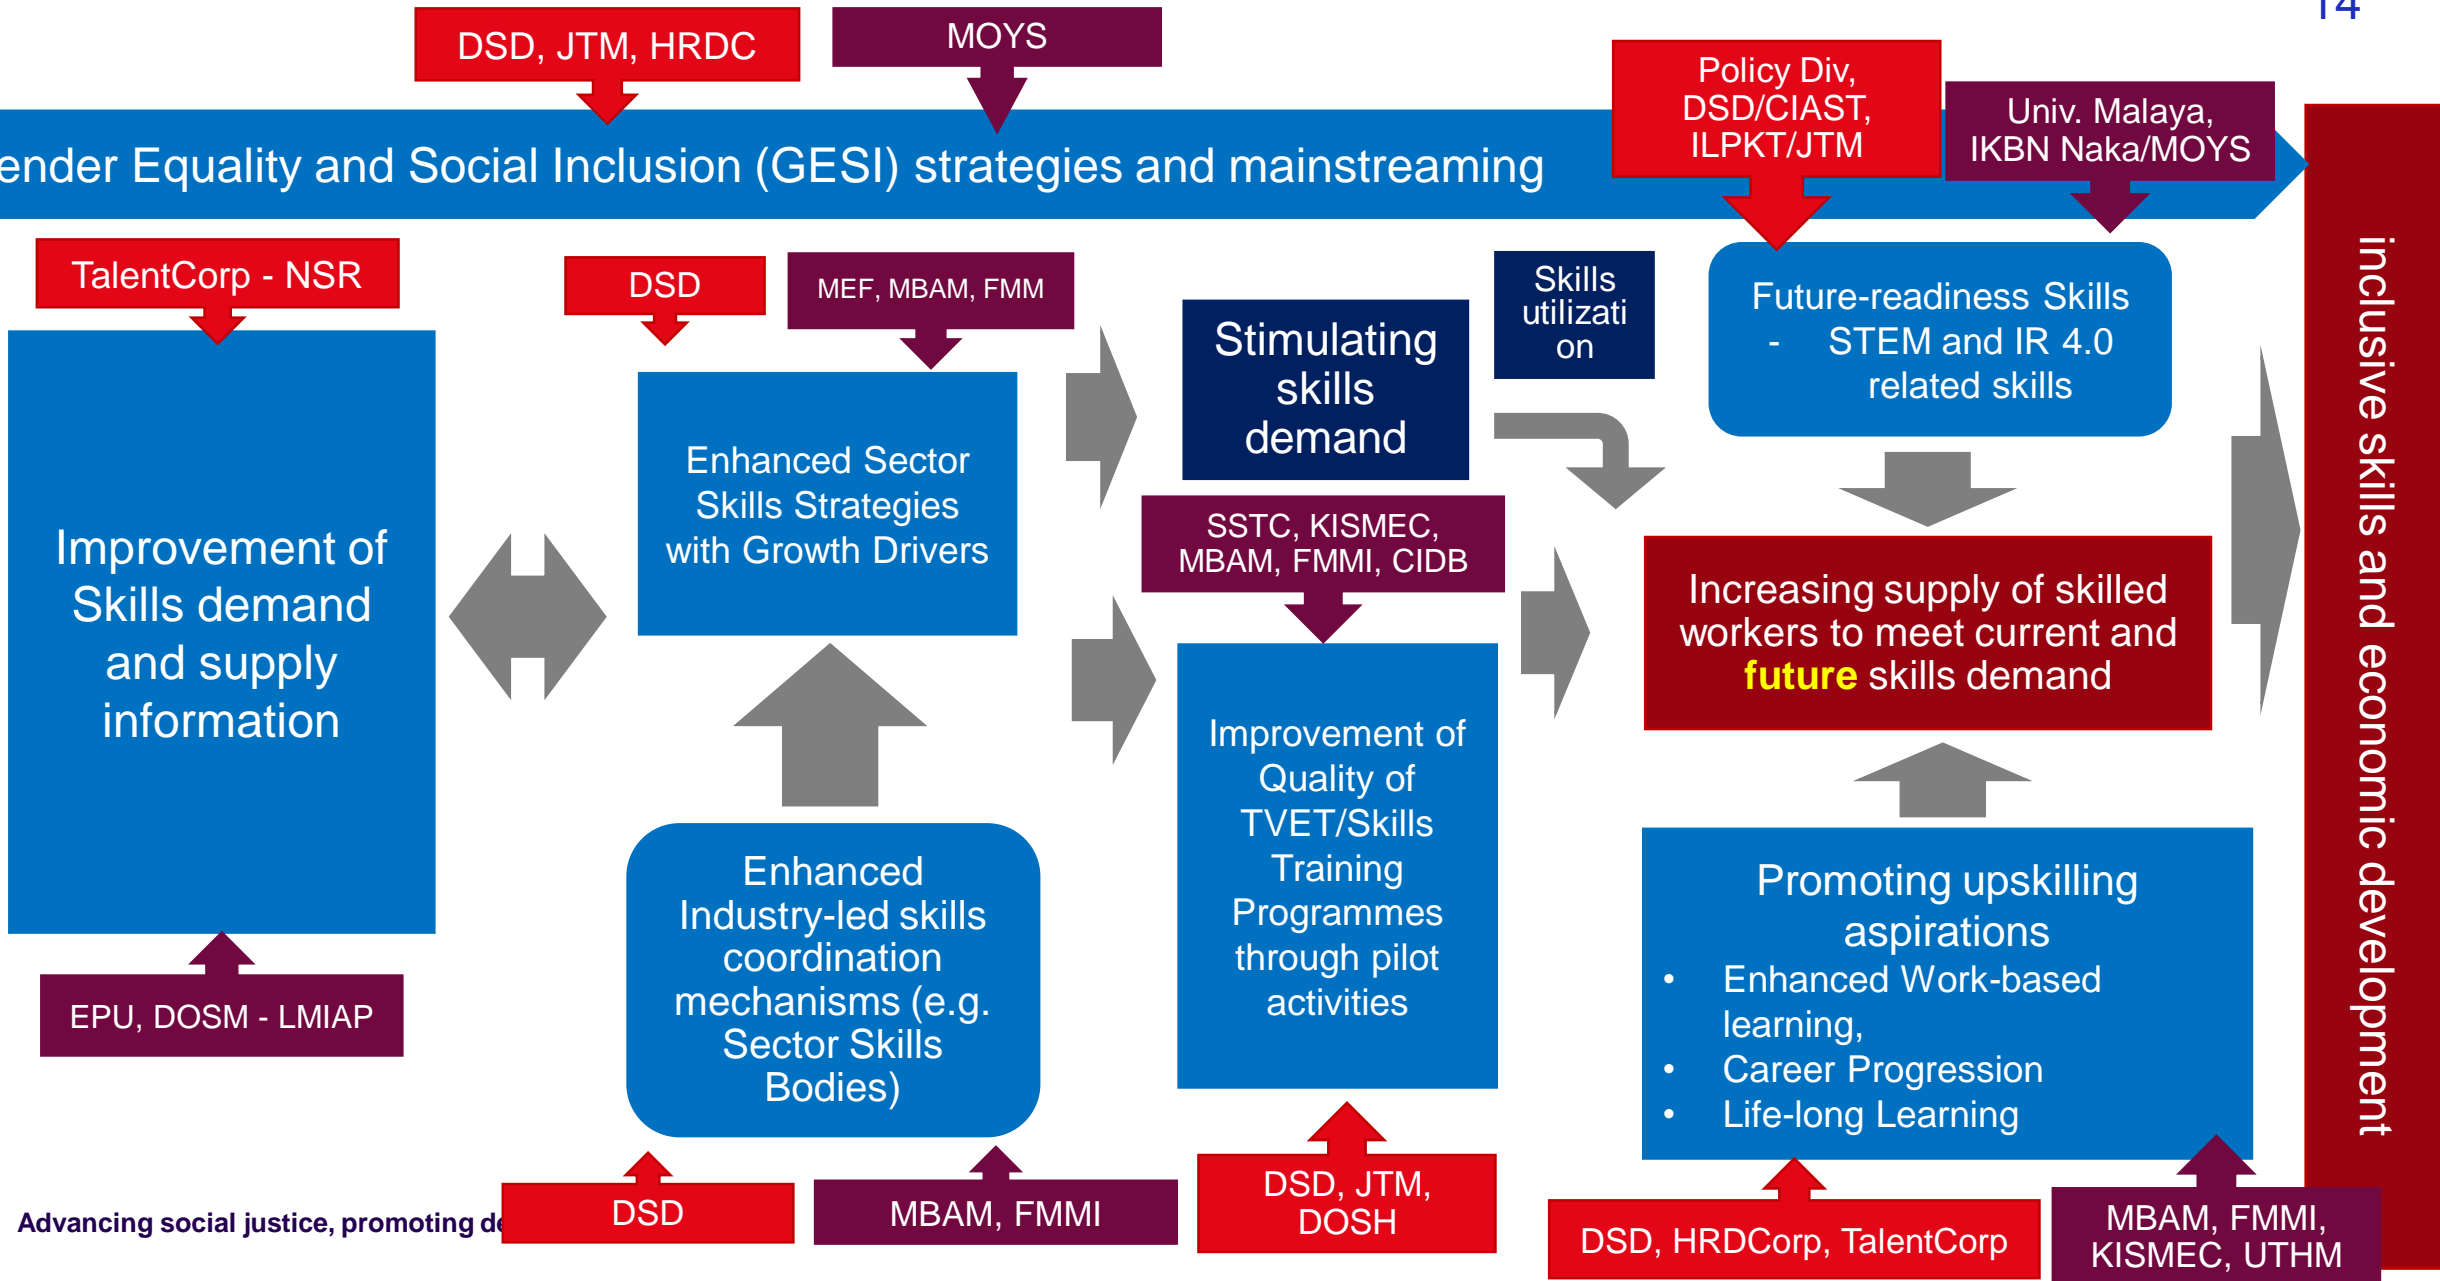 14
DSD, JTM, HRDC
MOYS
Policy Div,
DSD/CIAST,
ILPKT/JTM
Univ. Malaya,
IKBN Naka/MOYS
ender Equality and Social Inclusion (GESI) strategies and mainstreaming
TalentCorp - NSR
Improvement of
Skills demand
and supply
information
EPU, DOSM - LMIAP
DSD
MEF, MBAM, FMM
Enhanced Sector
Skills Strategies
with Growth Drivers
Enhanced
Industry-led skills
coordination
mechanisms (e.g.
Sector Skills
Bodies)
DSD
MBAM, FMMI
Stimulating
skills
demand
Skills
utilizati
on
SSTC, KISMEC,
MBAM, FMMI, CIDB
Improvement of
Quality of
TVET/Skills
Training
Programmes
through pilot
activities
DSD, JTM,
DOSH
Future-readiness Skills
- STEM and IR 4.0
related skills
Increasing supply of skilled
workers to meet current and
future skills demand
Promoting upskilling
aspirations
• Enhanced Work-based
learning,
• Career Progression
• Life-long Learning
DSD, HRDCorp, TalentCorp
MBAM, FMMI,
KISMEC, UTHM
inclusive skills and economic development
Advancing social justice, promoting de